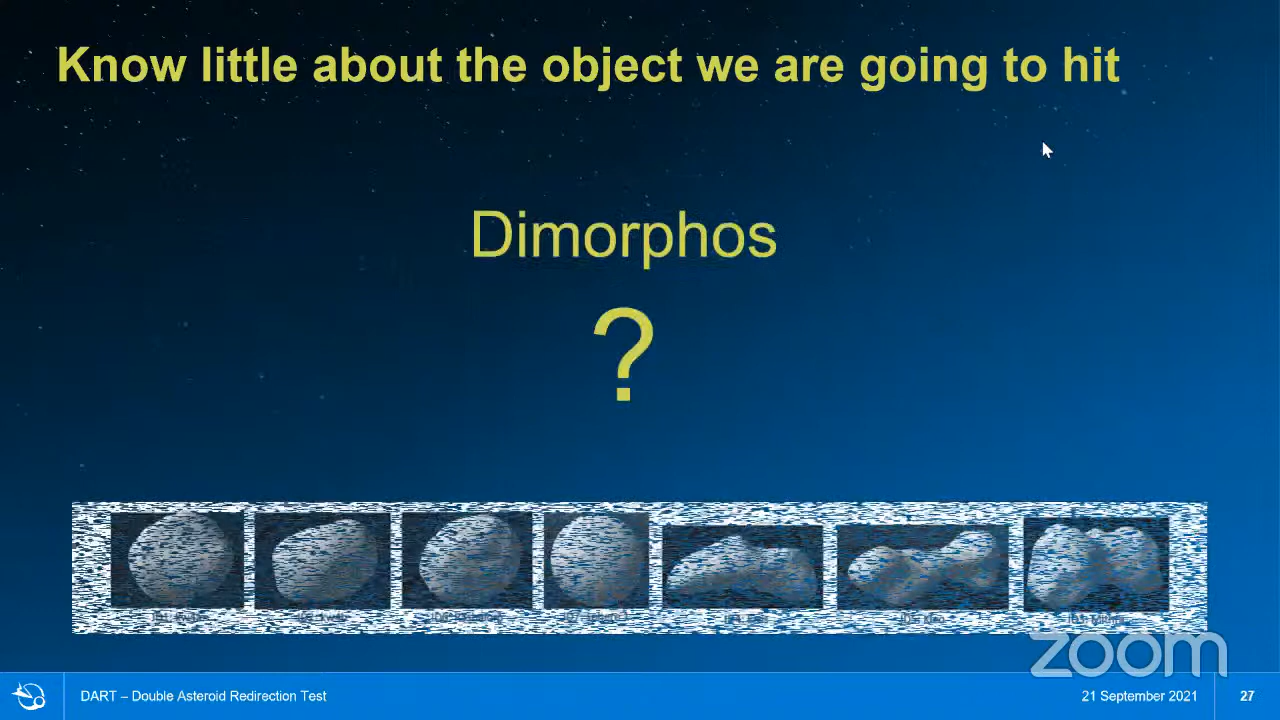 Know little about the object we are going to hit
Dimorphos
?
zoom
DART – Double Asteroid Redirection Test
21 September 2021
27